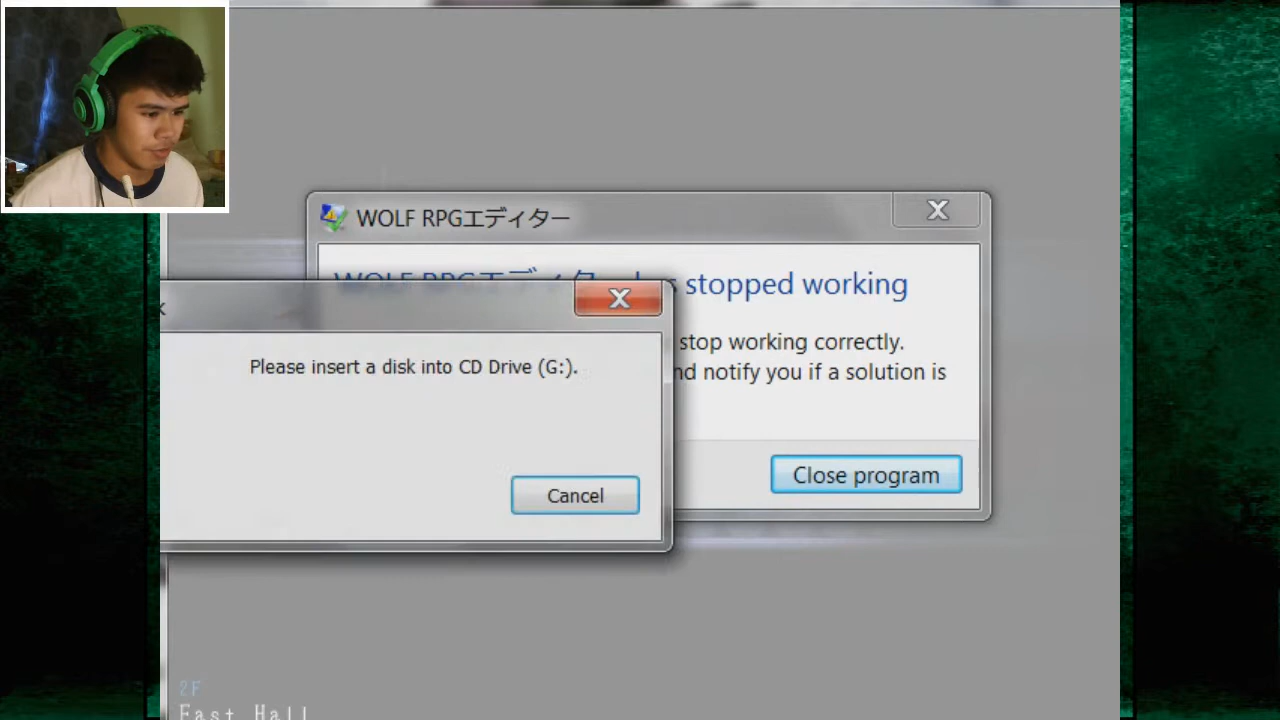 WOLF RPGエディター
stopped working
Please insert a disk into CD Drive (G:).
stop working correctly.
notify you if a solution is
Cancel
Close program
2F
East Hall